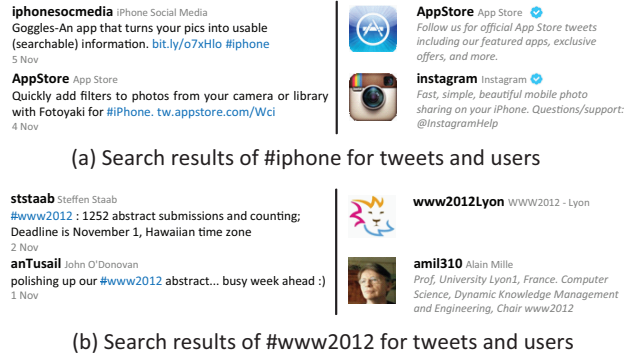 iphonesocmedia iPhone Social Media
Goggles-An app that turns your pics into usable
(searchable) information. bit.ly/o7xHlo #iphone
5 Nov
AppStore App Store
Quickly add filters to photos from your camera or library
with Fotoyaki for #iPhone. tw.appstore.com/Wci
4 Nov
AppStore App Store
Follow us for official App Store tweets
including our featured apps, exclusive
offers, and more.
instagram Instagram
Fast, simple, beautiful mobile photo
sharing on your iPhone. Questions/support:
@InstagramHelp
(a) Search results of #iphone for tweets and users
ststaab Steffen Staab
#www2012 : 1252 abstract submissions and counting;
Deadline is November 1, Hawaiian time zone
2 Nov
anTusail John O'Donovan
polishing up our #www2012 abstract... busy week ahead :)
1 Nov
www2012Lyon WWW2012 - Lyon
amil310 Alain Mille
Prof, University Lyon1, France. Computer
Science, Dynamic Knowledge Management
and Engineering, Chair www2012
(b) Search results of #www2012 for tweets and users